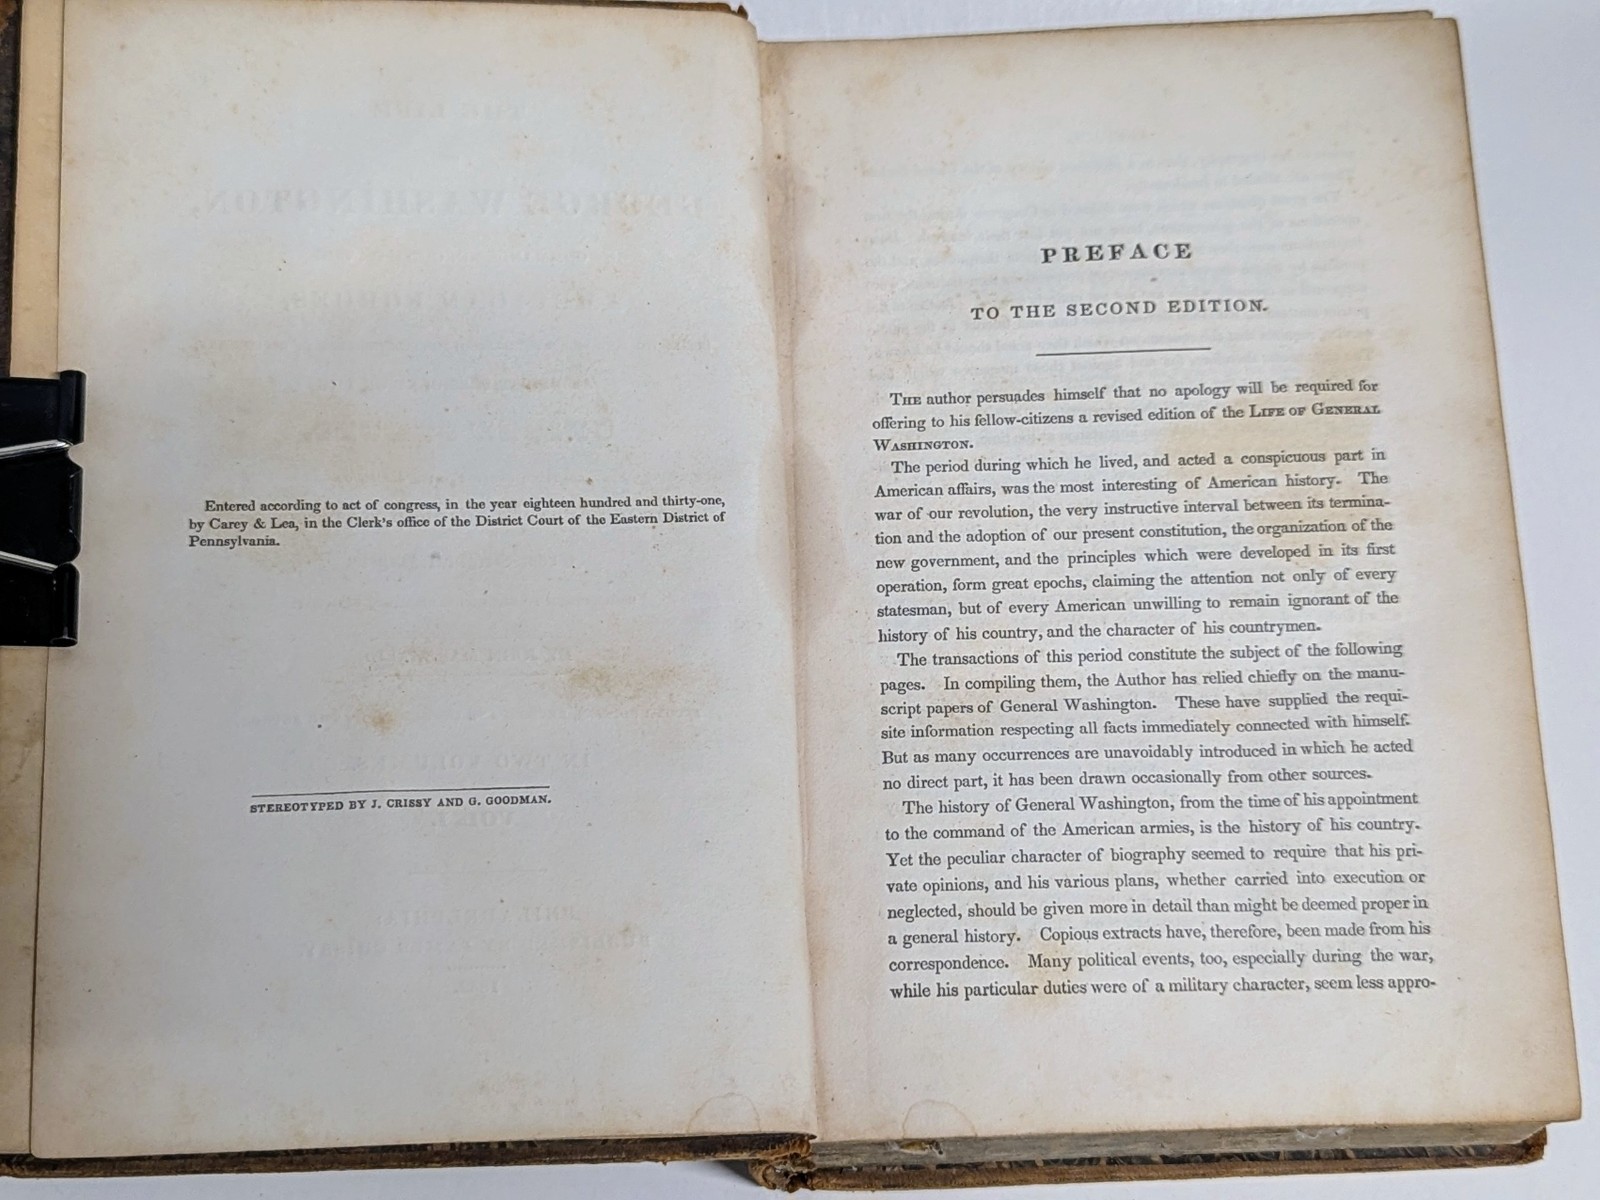 Entered according to act of congress, in the year eighteen hundred and thirty-one,
by Carey & Lea, in the Clerk's office of the District Court of the Eastern District of
Pennsylvania.
STEREOTYPED BY J. CRISSY AND G. GOODMAN.
PREFACE
TO THE SECOND EDITION.
THE author persuades himself that no apology will be required for
offering to his fellow-citizens a revised edition of the LIFE OF GENERAL
WASHINGTON.
The period during which he lived, and acted a conspicuous part in
American affairs, was the most interesting of American history. The
war of our revolution, the very instructive interval between its termina-
tion and the adoption of our present constitution, the organization of the
new government, and the principles which were developed in its first
operation, form great epochs, claiming the attention not only of every
statesman, but of every American unwilling to remain ignorant of the
history of his country, and the character of his countrymen.
The transactions of this period constitute the subject of the following
pages. In compiling them, the Author has relied chiefly on the manu-
script papers of General Washington. These have supplied the requi-
site information respecting all facts immediately connected with himself.
But as many occurrences are unavoidably introduced in which he acted
no direct part, it has been drawn occasionally from other sources.
The history of General Washington, from the time of his appointment
to the command of the American armies, is the history of his country.
Yet the peculiar character of biography seemed to require that his pri-
vate opinions, and his various plans, whether carried into execution or
neglected, should be given more in detail than might be deemed proper in
a general history. Copious extracts have, therefore, been made from his
correspondence. Many political events, too, especially during the war,
while his particular duties were of a military character, seem less appro-